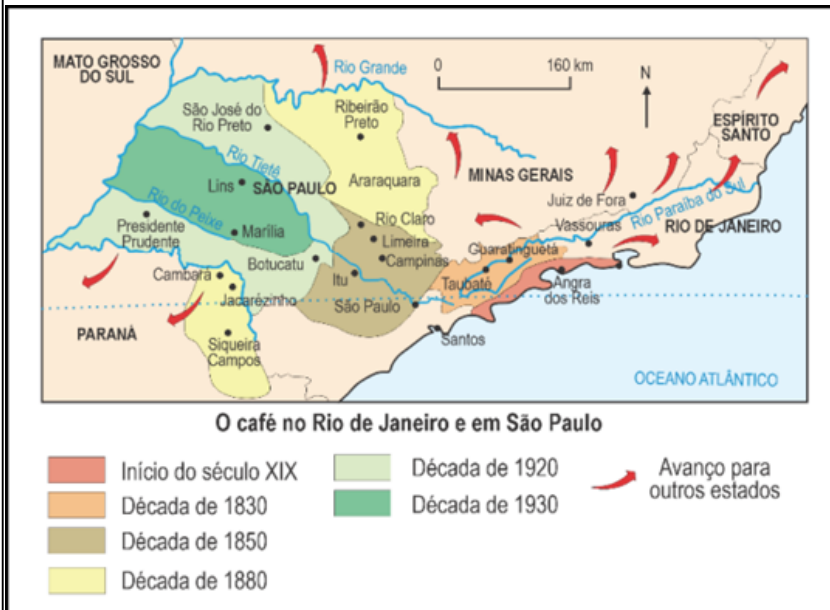 MATO GROSSO
DO SUL
Rio Grande
0 160 km
N
São José do
Rio Preto
Ribeirão
Preto
ESPÍRITO
SANTO
Rio Tietê
Araraquara
MINAS GERAIS
Lins
SÃO PAULO
Juiz de Fora
Rio Paraíba do Sul
Rio do Peixe
Rio Claro
Vassouras
RIO DE JANEIRO
Presidente
Prudente
Marília
Limeira
Guaratinguetá
Botucatu
Campinas
Cambará
Itu
Taubaté
Angra
dos Reis
Jacarézinho
São Paulo
PARANÁ
Siqueira
Campos
Santos
OCEANO ATLÂNTICO
O café no Rio de Janeiro e em São Paulo
Início do século XIX
Década de 1830
Década de 1850
Década de 1880
Década de 1920
Década de 1930
Avanço para
outros estados